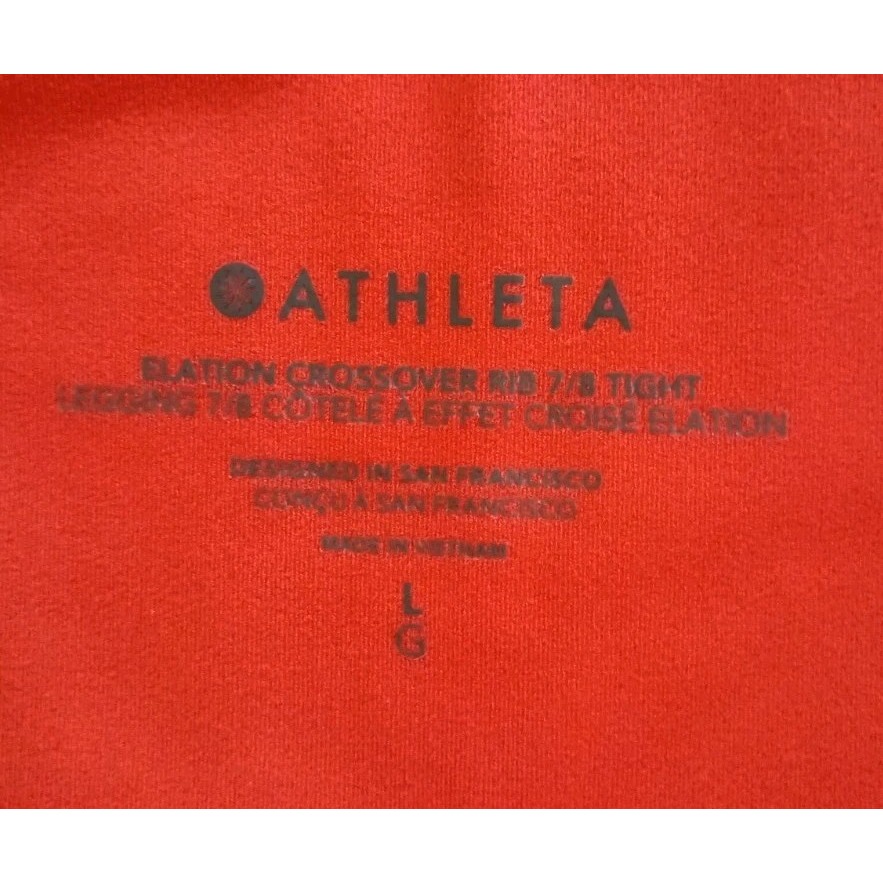 ATHLETA
ELATION CROSSOVER RIB 7/8 TIGHT
LEGGING 7/8 CÔTELÉ À EFFET CROISÉ ELATION
DESIGNED IN SAN FRANCISCO
CONÇU À SAN FRANCISCO
MADE IN VIETNAM
L
G